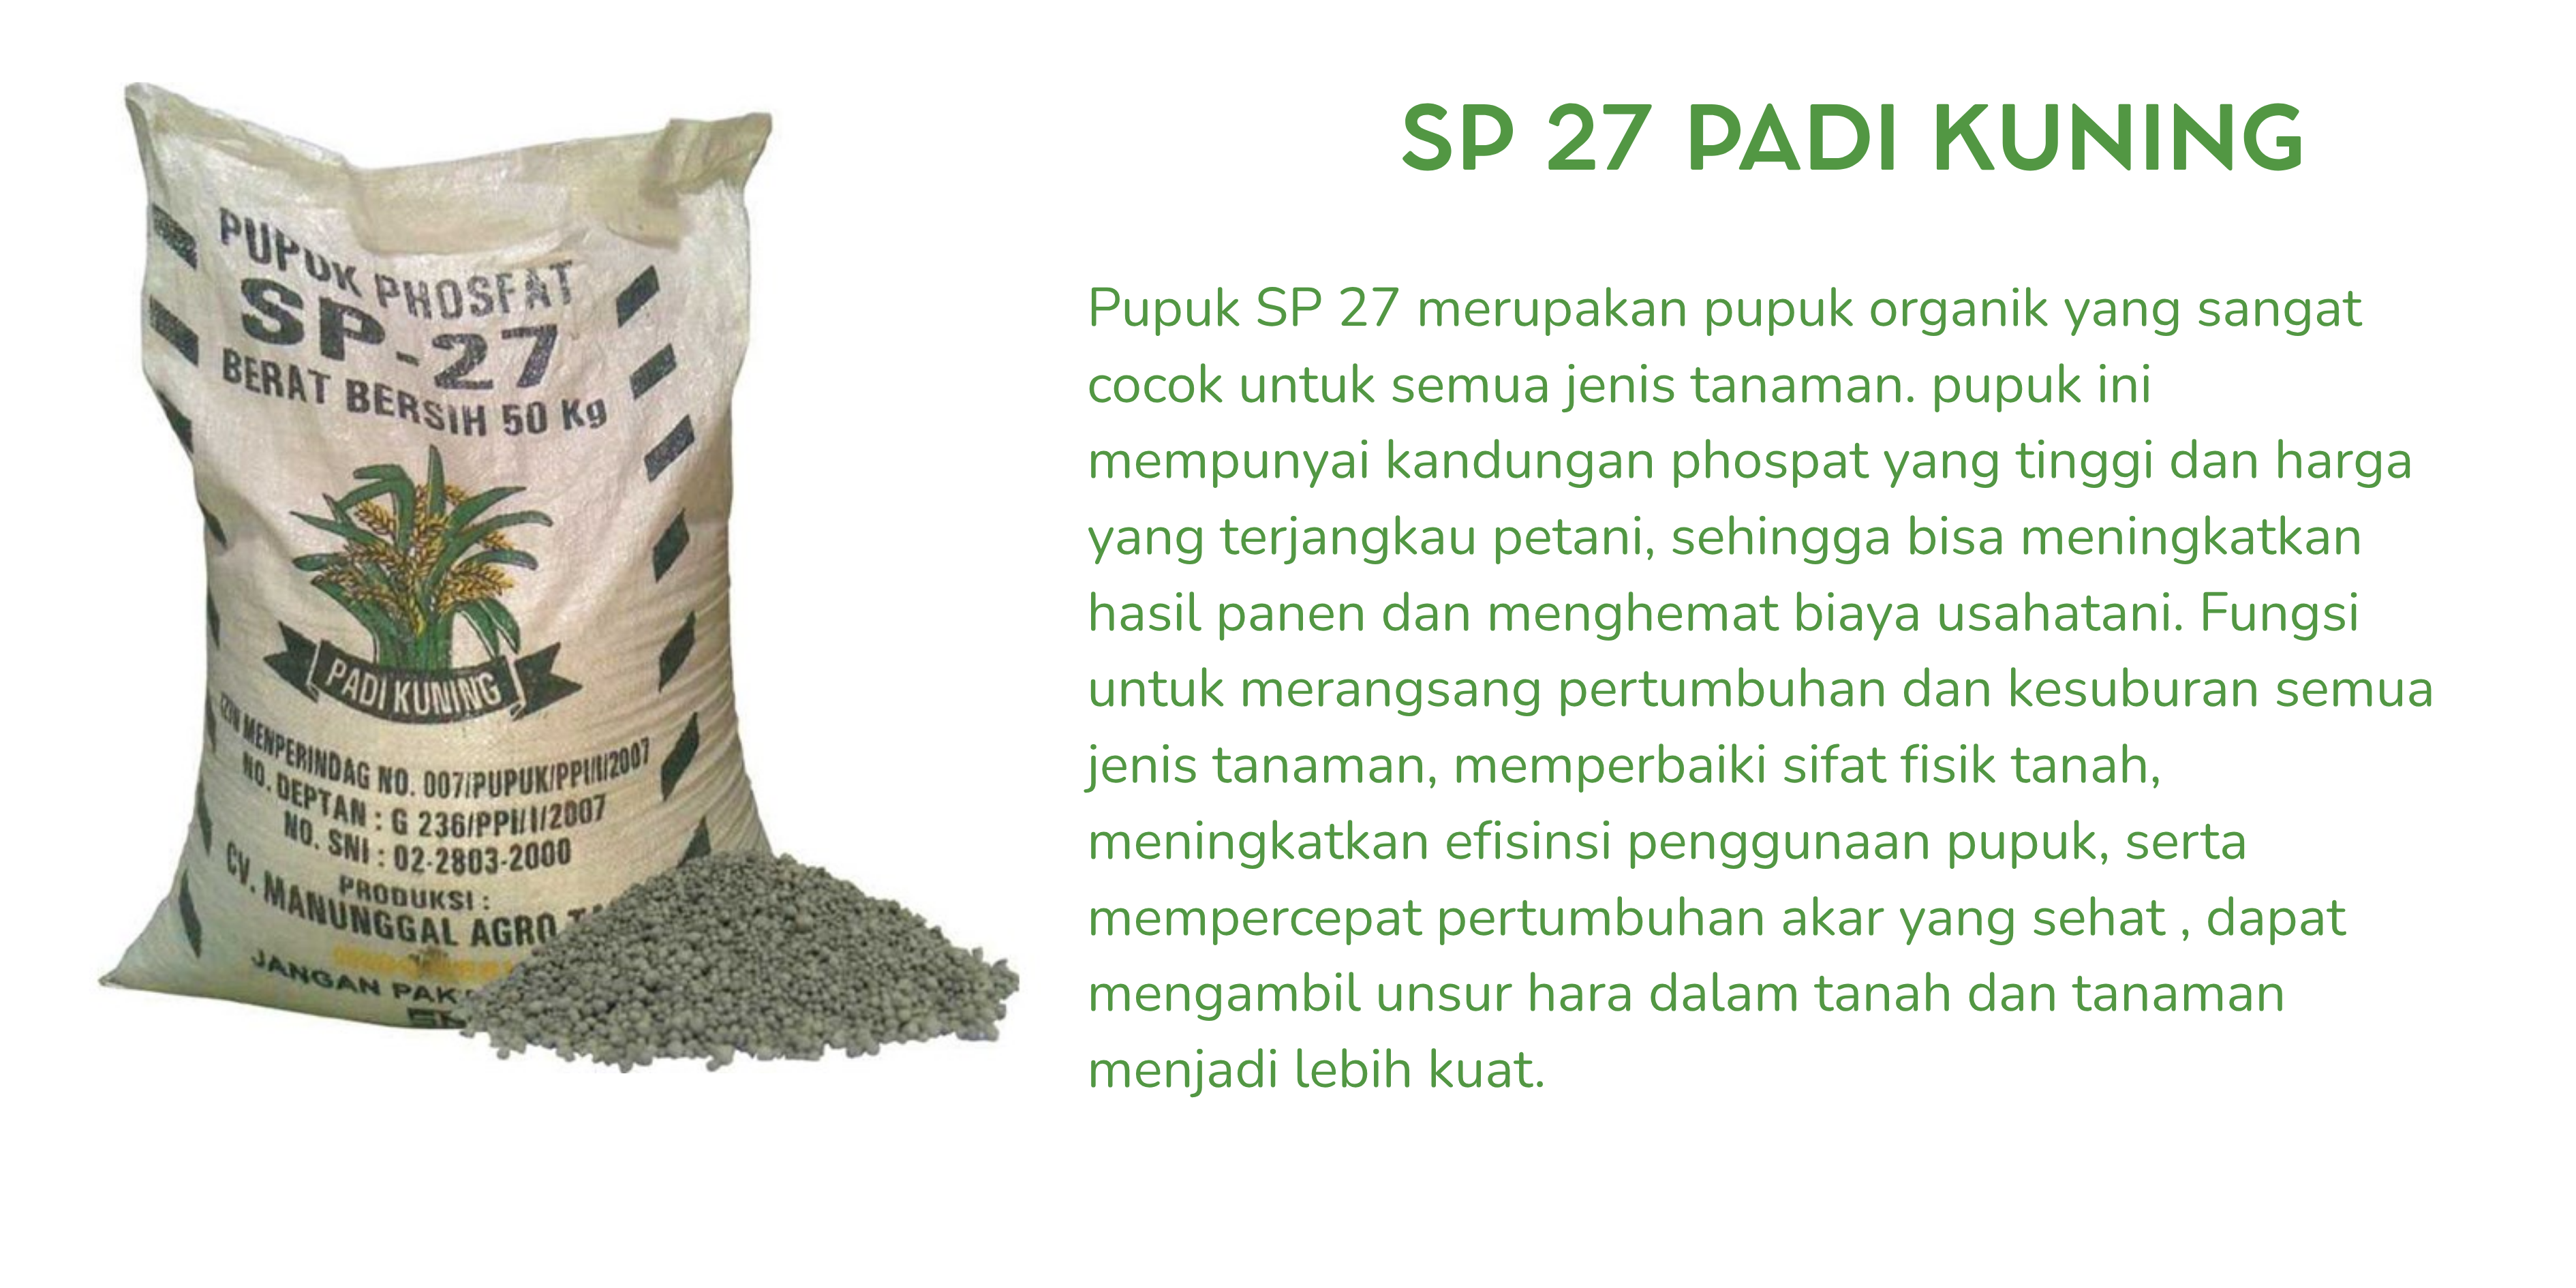 PUPUK PHOSFAT
SP-27
BERAT BERSIH 50 Kg
PADI KUNING
IZIN MENPERINDAG NO. 007/PUPUK/PPI/I/2007
NO. DEPTAN : G 236/PPI/I/2007
NO. SNI : 02-2803-2000
PRODUKSI :
CV. MANUNGGAL AGRO
JANGAN
SP 27 PADI KUNING
Pupuk SP 27 merupakan pupuk organik yang sangat
cocok untuk semua jenis tanaman. pupuk ini
mempunyai kandungan phospat yang tinggi dan harga
yang terjangkau petani, sehingga bisa meningkatkan
hasil panen dan menghemat biaya usahatani. Fungsi
untuk merangsang pertumbuhan dan kesuburan semua
jenis tanaman, memperbaiki sifat fisik tanah,
meningkatkan efisinsi penggunaan pupuk, serta
mempercepat pertumbuhan akar yang sehat , dapat
mengambil unsur hara dalam tanah dan tanaman
menjadi lebih kuat.